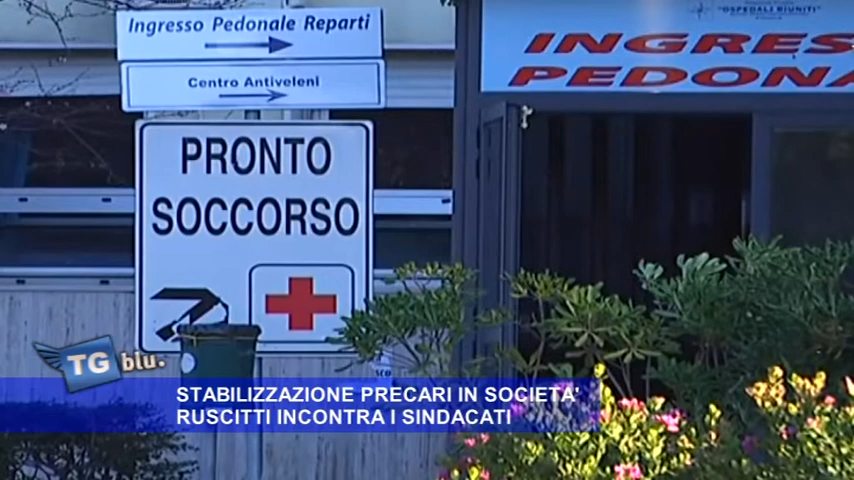 Ingresso Pedonale Reparti
Centro Antiveleni
PRONTO
SOCCORSO
"OSPEDALI RIUNITI"
INGRES
PEDONA
TG blu.
STABILIZZAZIONE PRECARI IN SOCIETA'
RUSCITTI INCONTRA I SINDACATI